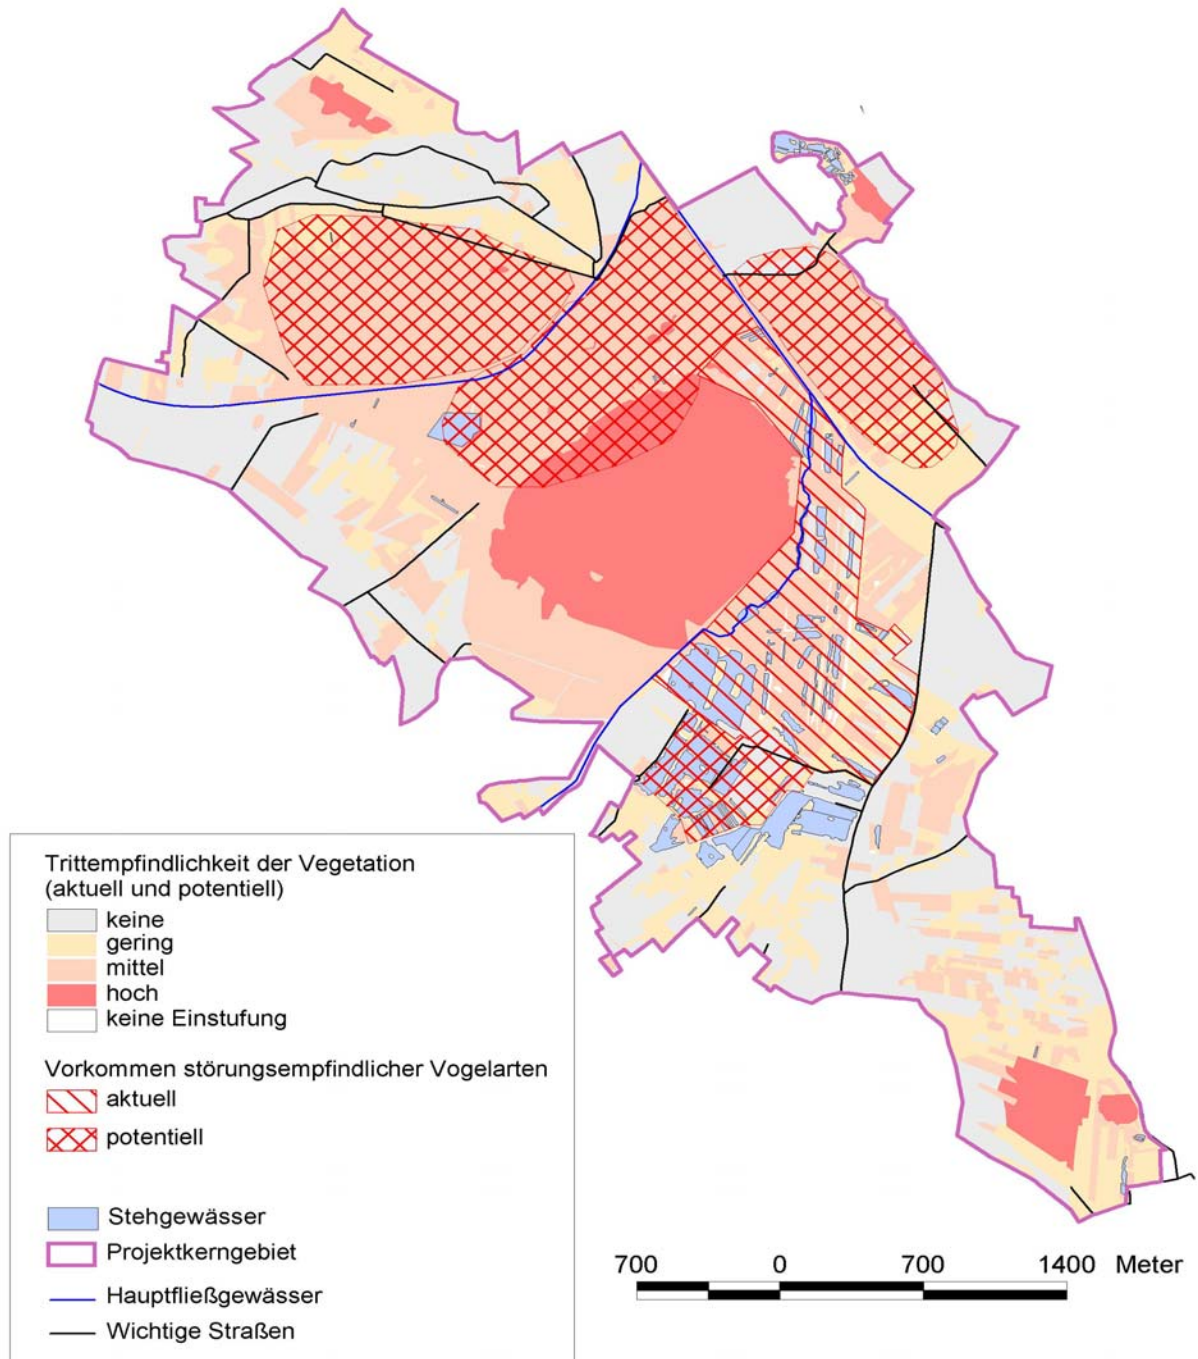 Trittempfindlichkeit der Vegetation
(aktuell und potentiell)
keine
gering
mittel
hoch
keine Einstufung
Vorkommen störungsempfindlicher Vogelarten
aktuell
potentiell
Stehgewässer
Projektkerngebiet
Hauptfließgewässer
Wichtige Straßen
700 0 700 1400 Meter